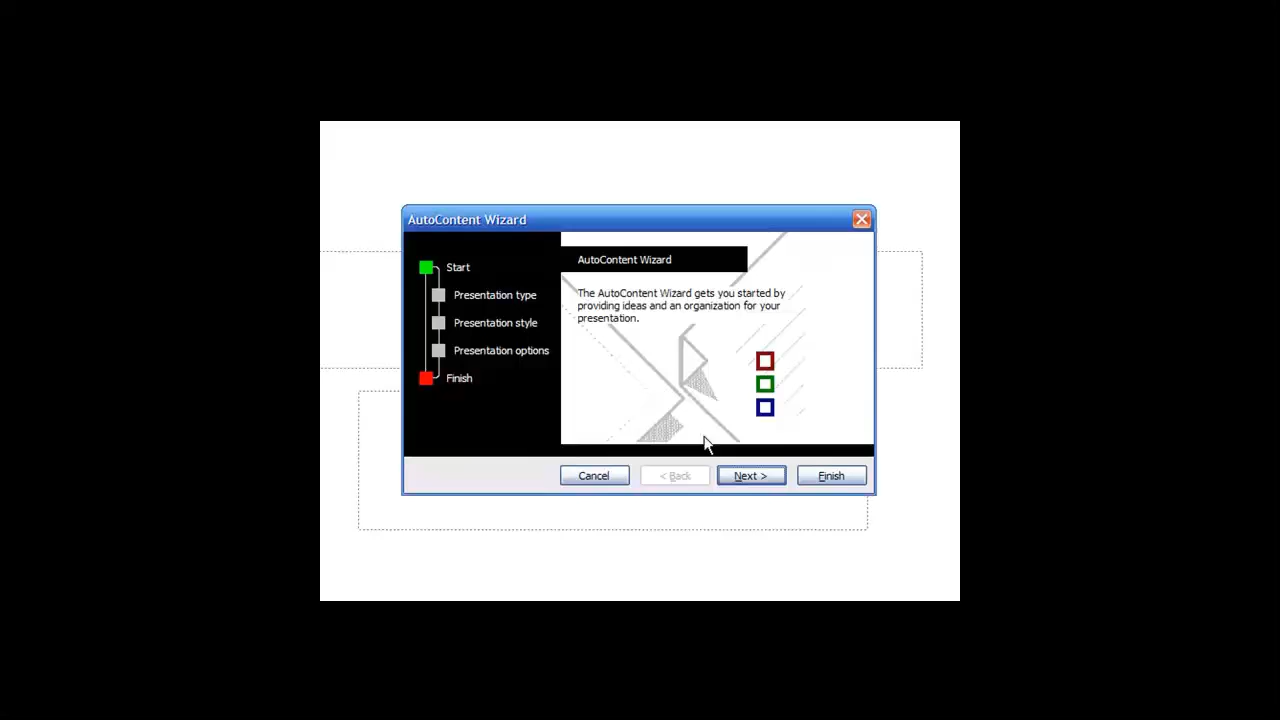 AutoContent Wizard
Start
Presentation type
Presentation style
Presentation options
Finish
AutoContent Wizard
The AutoContent Wizard gets you started by
providing ideas and an organization for your
presentation.
Cancel
< Back
Next >
Finish